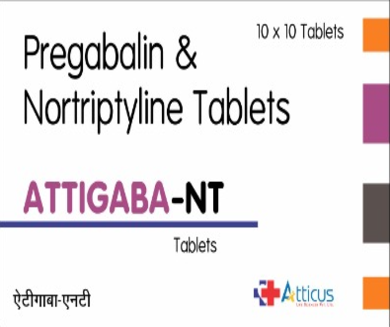 10 x 10 Tablets
Pregabalin &
Nortriptyline Tablets
ATTIGABA-NT
Tablets
ऐटीगाबा-एनटी
Atticus